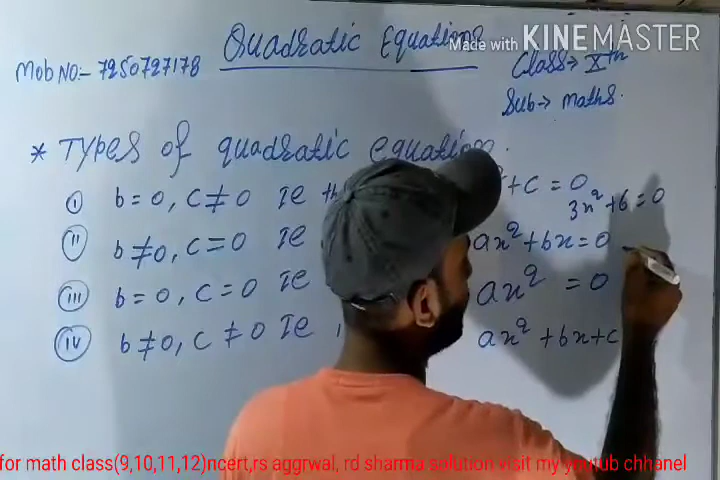 Quadratic Equations
Made with KINEMASTER
Mob NO:- 7250727178
Class→ Xth
Sub→ Maths.
* Types of quadratic equation.
(i) b=0, c≠0 Ie + c = 0
3x²+6=0
(ii) b≠0, c=0 Ie ax²+bx=0
(iii) b=0, c=0 Ie ax² = 0
(iv) b≠0, c≠0 Ie ax²+bx+c
for math class(9,10,11,12)ncert,rs aggrwal, rd sharma solution visit my youtub chhanel